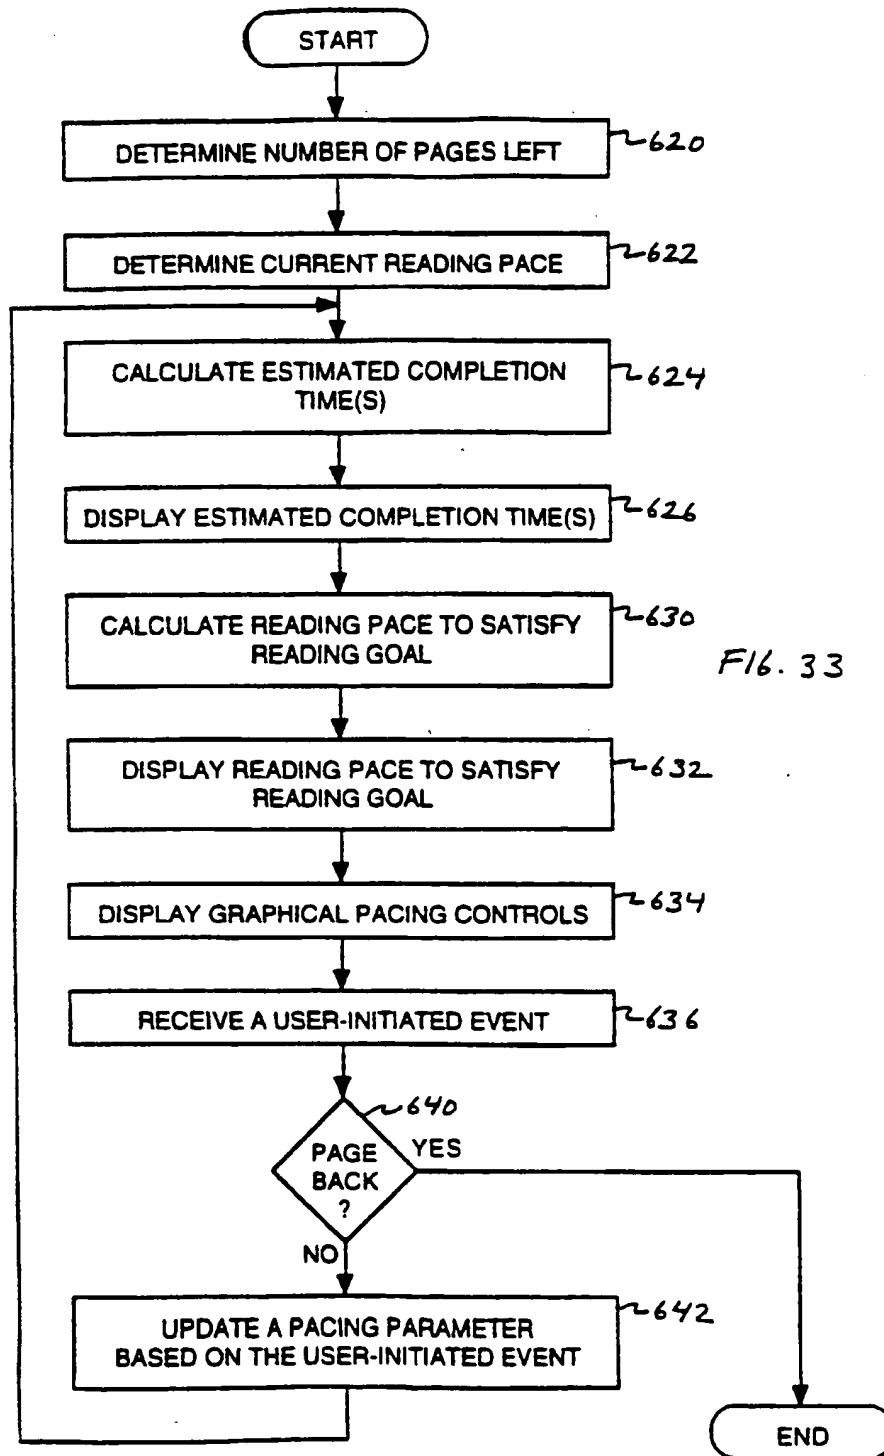 START
DETERMINE NUMBER OF PAGES LEFT
620
DETERMINE CURRENT READING PACE
622
CALCULATE ESTIMATED COMPLETION
TIME(S)
624
DISPLAY ESTIMATED COMPLETION TIME(S)
626
CALCULATE READING PACE TO SATISFY
READING GOAL
630
FIG. 33
DISPLAY READING PACE TO SATISFY
READING GOAL
632
DISPLAY GRAPHICAL PACING CONTROLS
634
RECEIVE A USER-INITIATED EVENT
636
640
PAGE
BACK
?
YES
NO
UPDATE A PACING PARAMETER
BASED ON THE USER-INITIATED EVENT
642
END